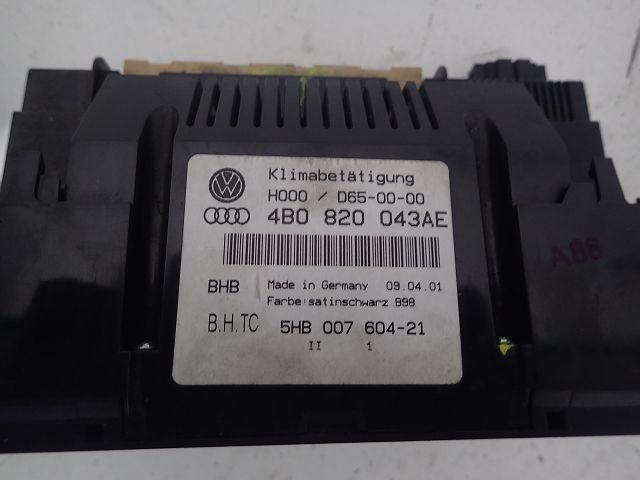 Klimabetätigung
H000 / D65-00-00
4B0 820 043AE
BHB Made in Germany 09.04.01
Farbe:satinschwarz B98
B.H.TC 5HB 007 604-21
II 1
A86